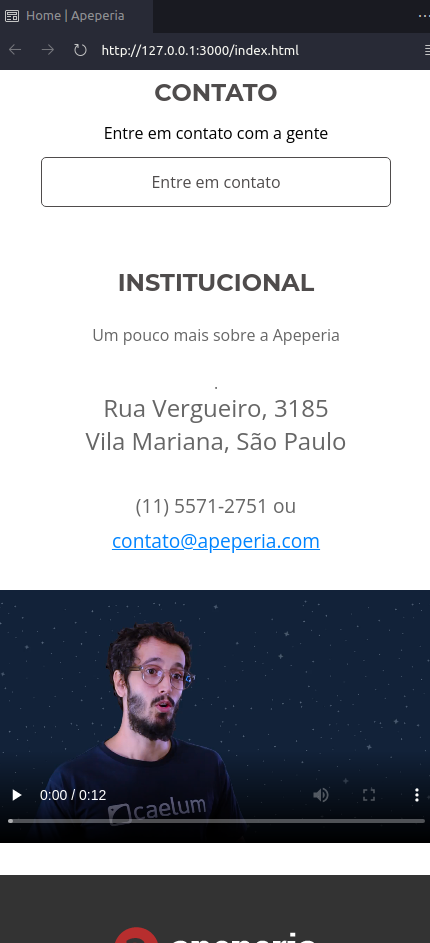 Home | Apeperia
http://127.0.0.1:3000/index.html
CONTATO
Entre em contato com a gente
Entre em contato
INSTITUCIONAL
Um pouco mais sobre a Apeperia
.
Rua Vergueiro, 3185
Vila Mariana, São Paulo
(11) 5571-2751 ou
contato@apeperia.com
caelum
0:00 / 0:12